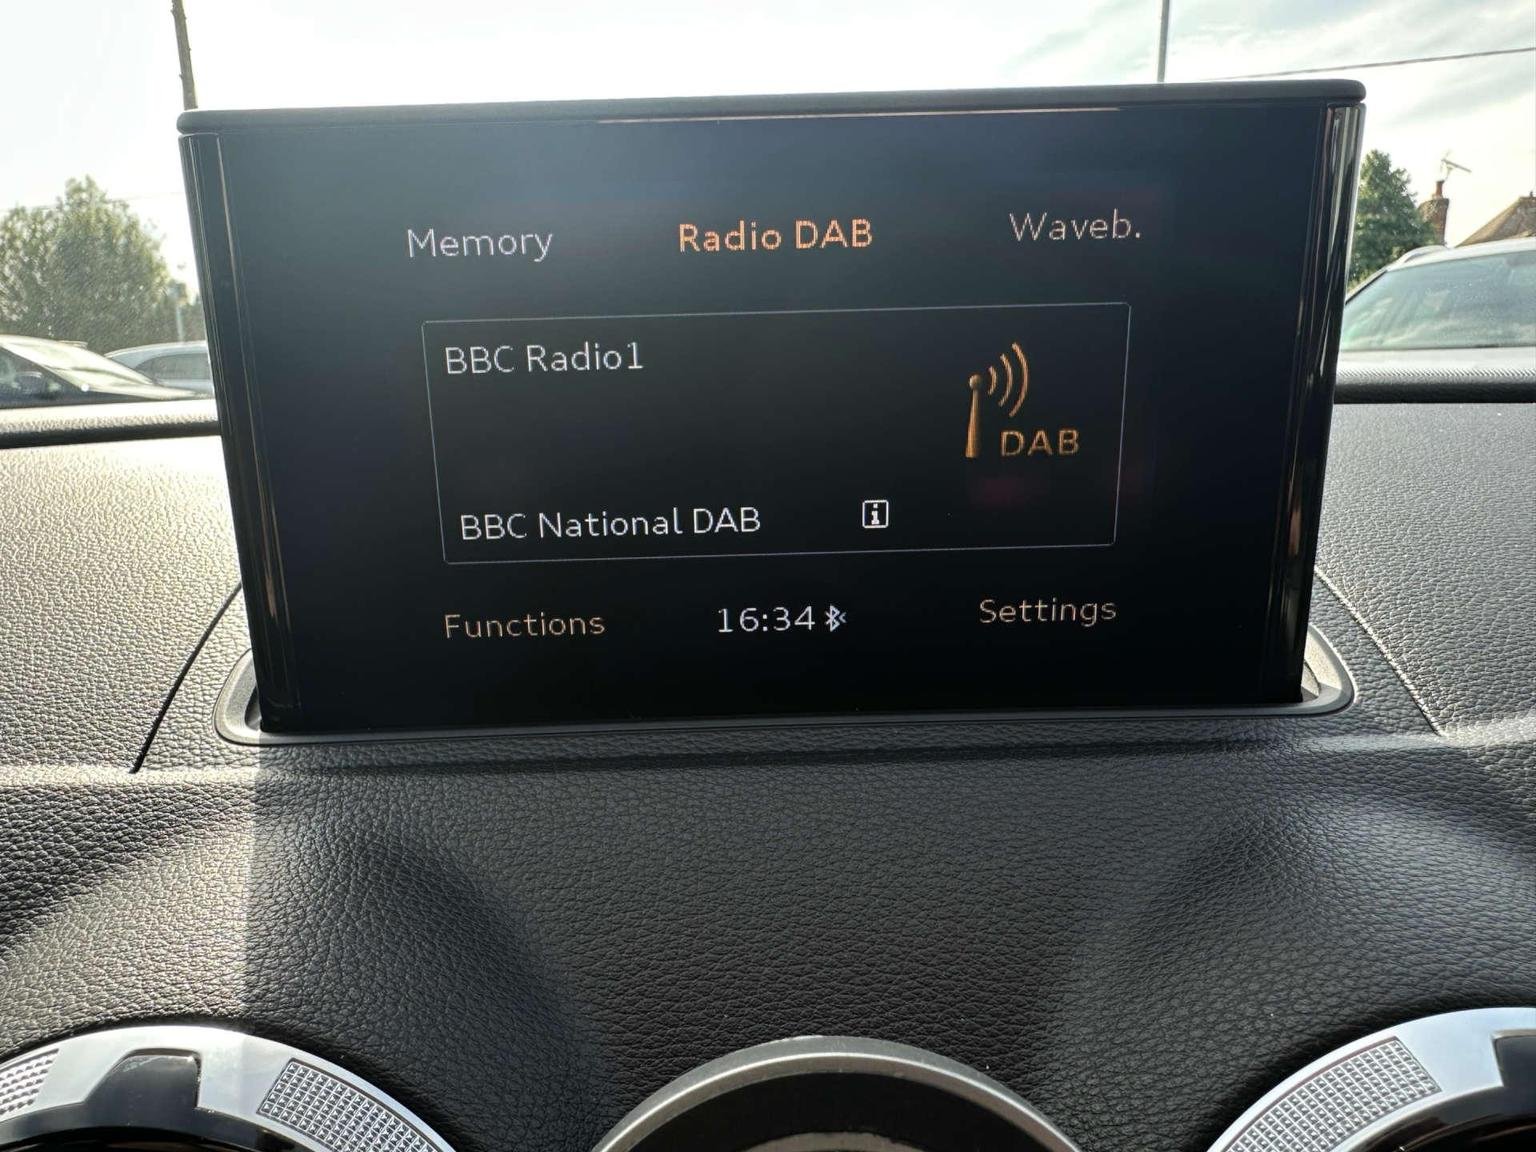 Memory Radio DAB Waveb.
BBC Radio1
DAB
BBC National DAB i
Functions 16:34 Settings